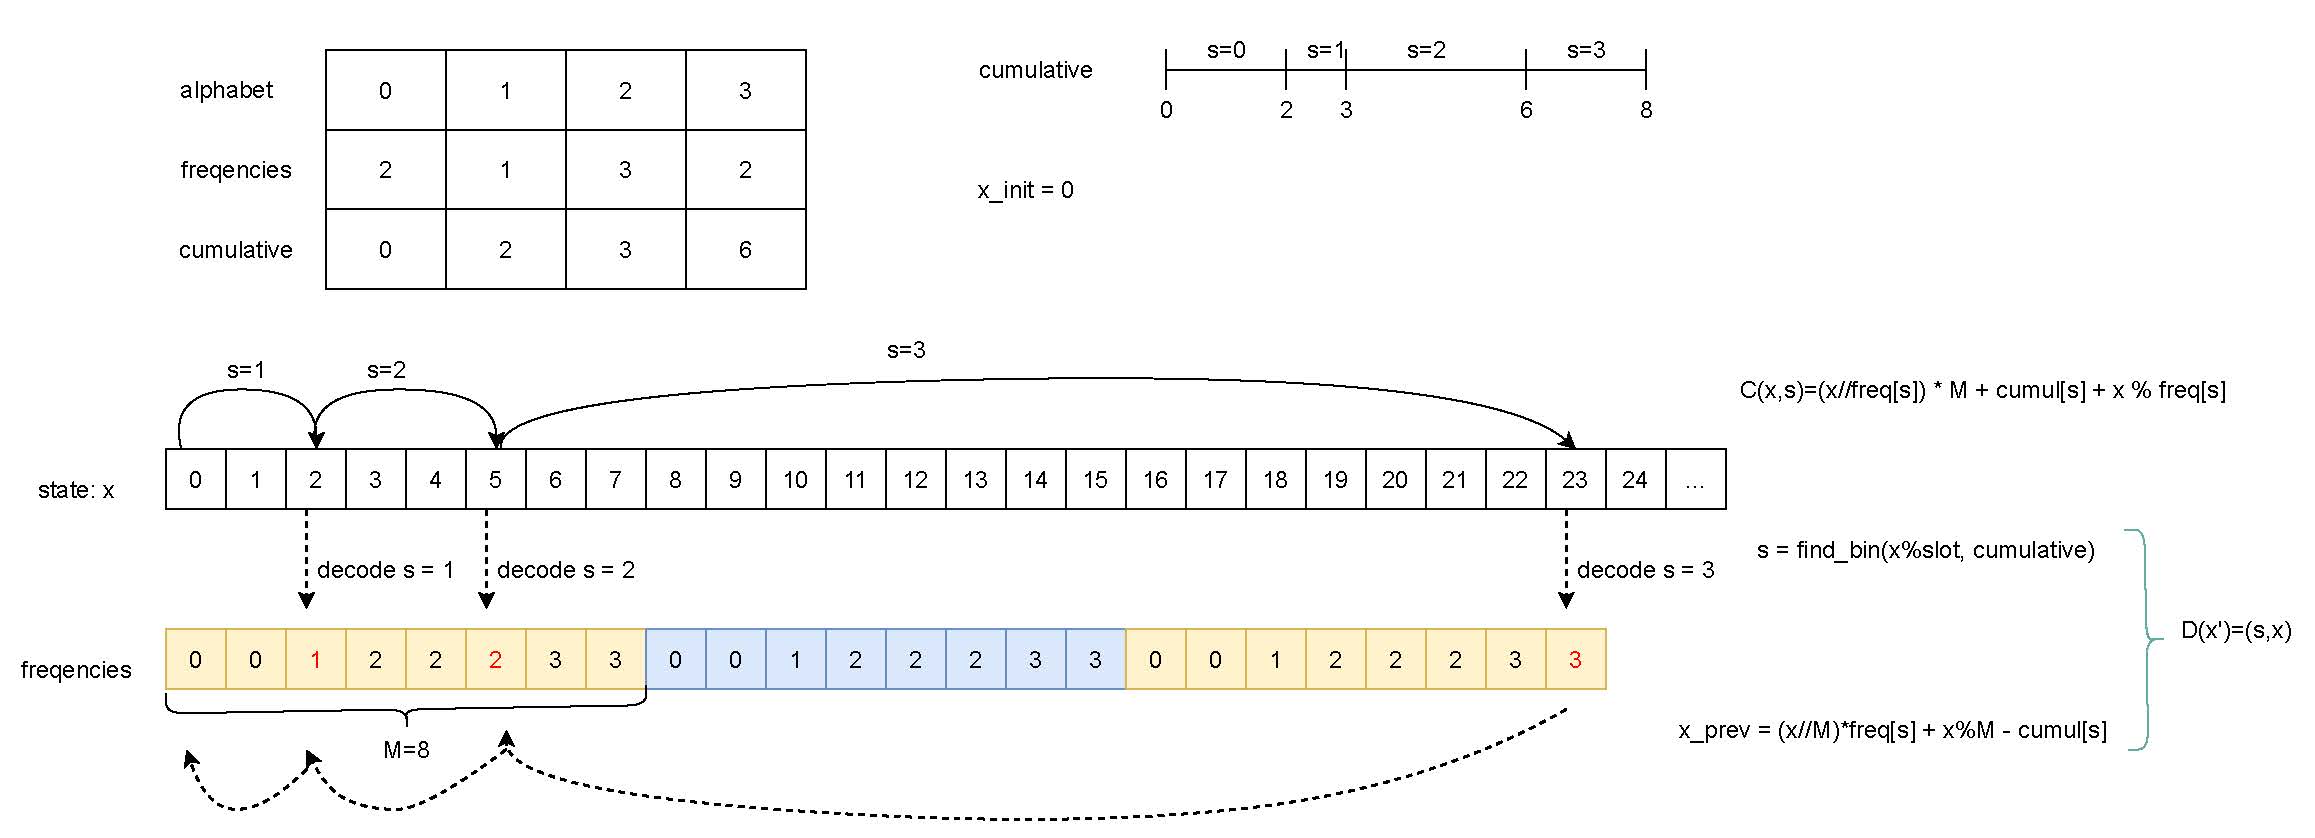 alphabet 0 1 2 3
freqencies 2 1 3 2
cumulative 0 2 3 6
cumulative
s=0 s=1 s=2 s=3
0 2 3 6 8
x_init = 0
s=1 s=2 s=3
C(x,s)=(x//freq[s]) * M + cumul[s] + x % freq[s]
state: x 0 1 2 3 4 5 6 7 8 9 10 11 12 13 14 15 16 17 18 19 20 21 22 23 24 ...
decode s = 1 decode s = 2 decode s = 3
s = find_bin(x%slot, cumulative)
D(x')=(s,x)
freqencies 0 0 1 2 2 2 3 3 0 0 1 2 2 2 3 3 0 0 1 2 2 2 3 3
M=8
x_prev = (x//M)*freq[s] + x%M - cumul[s]